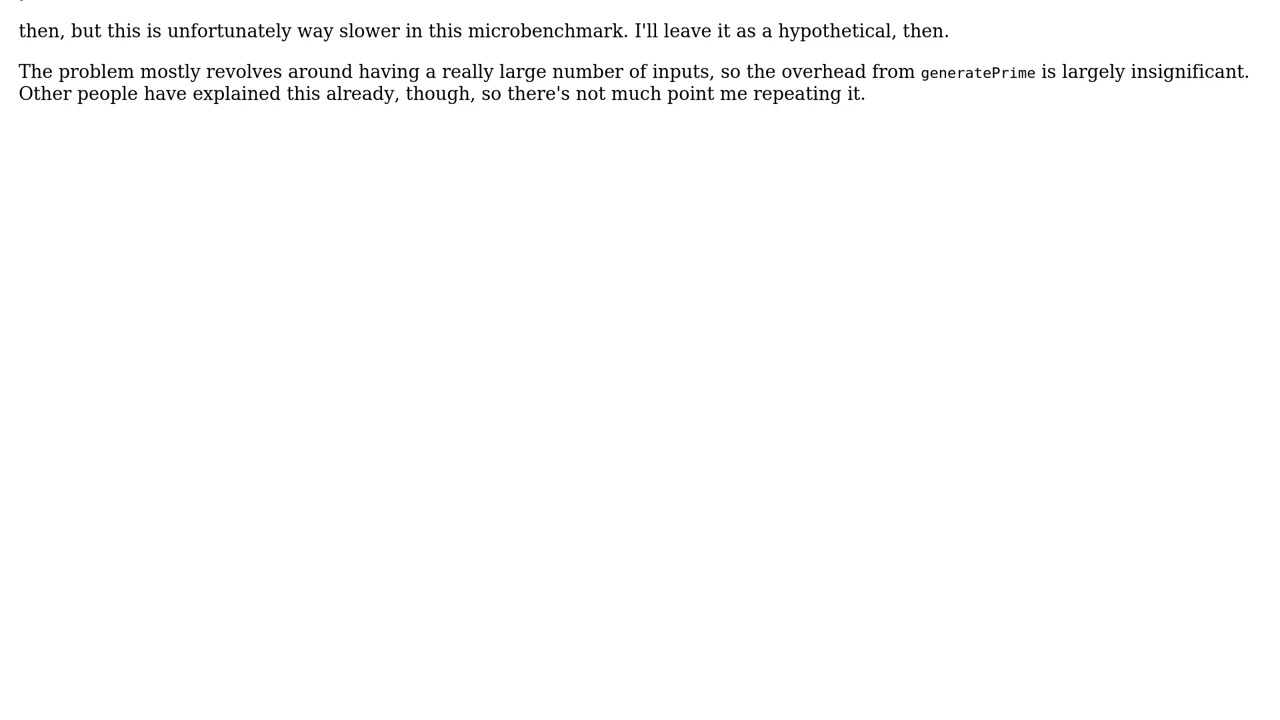 then, but this is unfortunately way slower in this microbenchmark. I'll leave it as a hypothetical, then.
The problem mostly revolves around having a really large number of inputs, so the overhead from generatePrime is largely insignificant.
Other people have explained this already, though, so there's not much point me repeating it.